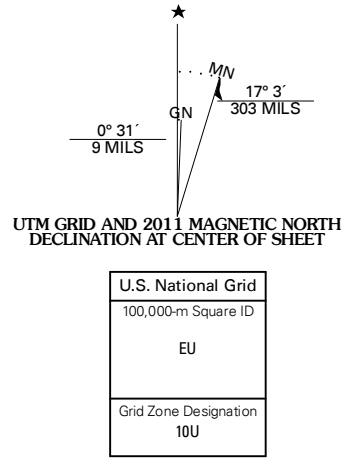 ★
MN
17° 3´
303 MILS
GN
0° 31´
9 MILS
UTM GRID AND 2011 MAGNETIC NORTH
DECLINATION AT CENTER OF SHEET
U.S. National Grid
100,000-m Square ID
EU
Grid Zone Designation
10U